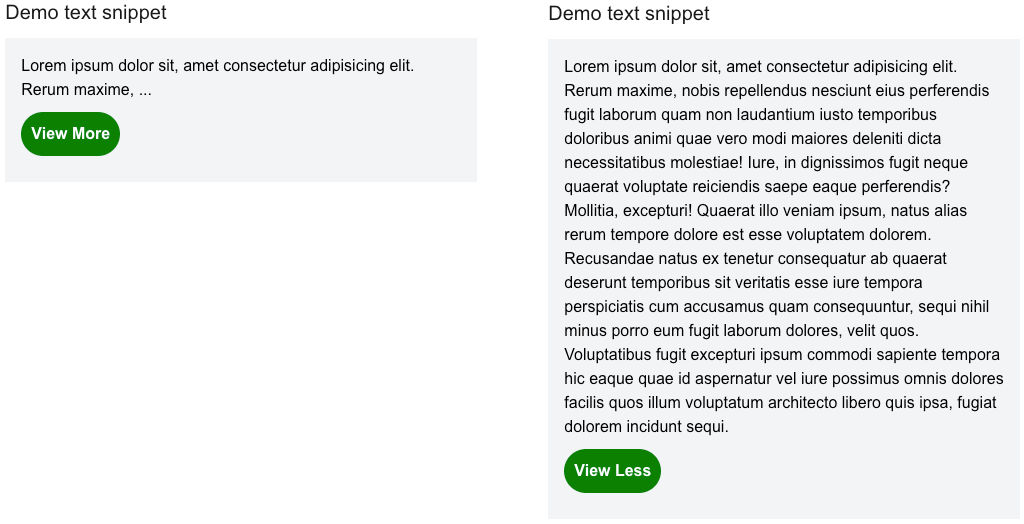 Demo text snippet
Lorem ipsum dolor sit, amet consectetur adipisicing elit.
Rerum maxime, ...
View More
Demo text snippet
Lorem ipsum dolor sit, amet consectetur adipisicing elit.
Rerum maxime, nobis repellendus nesciunt eius perferendis
fugit laborum quam non laudantium iusto temporibus
doloribus animi quae vero modi maiores deleniti dicta
necessitatibus molestiae! Iure, in dignissimos fugit neque
quaerat voluptate reiciendis saepe eaque perferendis?
Mollitia, excepturi! Quaerat illo veniam ipsum, natus alias
rerum tempore dolore est esse voluptatem dolorem.
Recusandae natus ex tenetur consequatur ab quaerat
deserunt temporibus sit veritatis esse iure tempora
perspiciatis cum accusamus quam consequuntur, sequi nihil
minus porro eum fugit laborum dolores, velit quos.
Voluptatibus fugit excepturi ipsum commodi sapiente tempora
hic eaque quae id aspernatur vel iure possimus omnis dolores
facilis quos illum voluptatum architecto libero quis ipsa, fugiat
dolorem incidunt sequi.
View Less